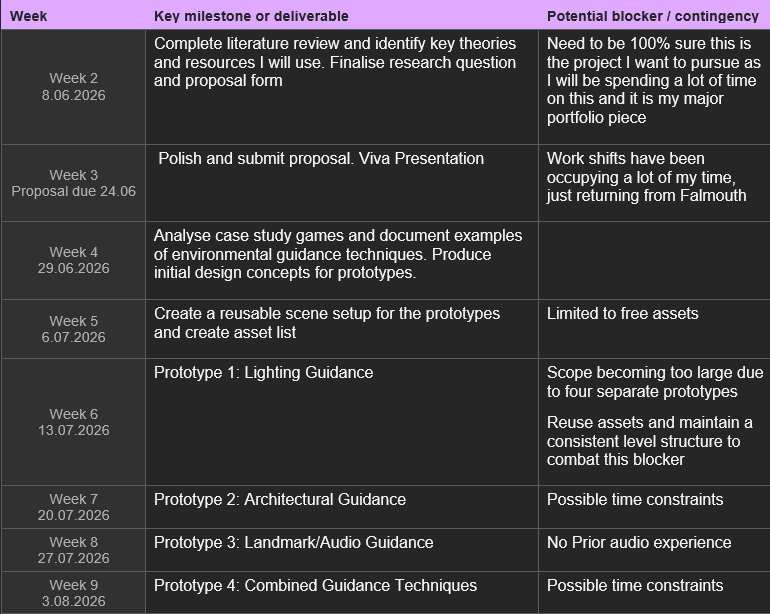 Week
Key milestone or deliverable
Potential blocker / contingency
Week 2
8.06.2026
Complete literature review and identify key theories
and resources I will use. Finalise research question
and proposal form
Need to be 100% sure this is
the project I want to pursue as
I will be spending a lot of time
on this and it is my major
portfolio piece
Week 3
Proposal due 24.06
Polish and submit proposal. Viva Presentation
Work shifts have been
occupying a lot of my time,
just returning from Falmouth
Week 4
29.06.2026
Analyse case study games and document examples
of environmental guidance techniques. Produce
initial design concepts for prototypes.
Week 5
6.07.2026
Create a reusable scene setup for the prototypes
and create asset list
Limited to free assets
Week 6
13.07.2026
Prototype 1: Lighting Guidance
Scope becoming too large due
to four separate prototypes
Reuse assets and maintain a
consistent level structure to
combat this blocker
Week 7
20.07.2026
Prototype 2: Architectural Guidance
Possible time constraints
Week 8
27.07.2026
Prototype 3: Landmark/Audio Guidance
No Prior audio experience
Week 9
3.08.2026
Prototype 4: Combined Guidance Techniques
Possible time constraints